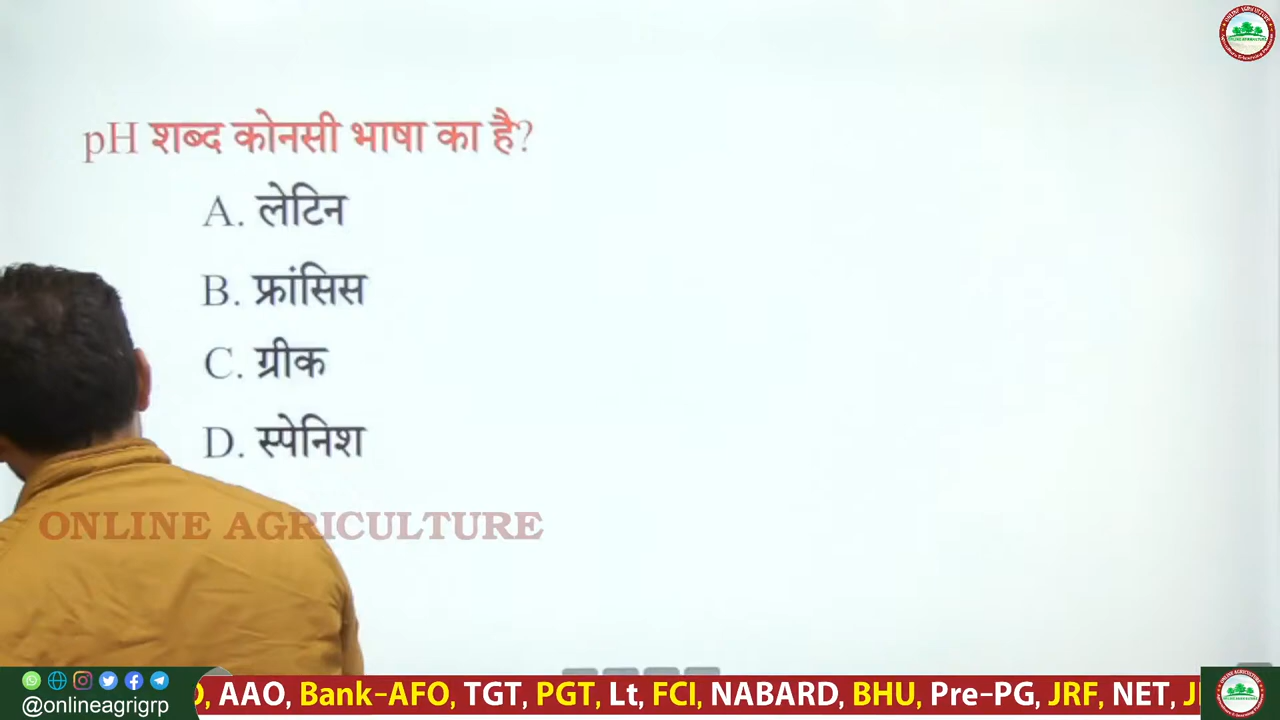 pH शब्द कोनसी भाषा का है?
A. लेटिन
B. फ्रांसिस
C. ग्रीक
D. स्पेनिश
ONLINE AGRICULTURE
@onlineagrigrp
AAO, Bank-AFO, TGT, PGT, Lt, FCI, NABARD, BHU, Pre-PG, JRF, NET,